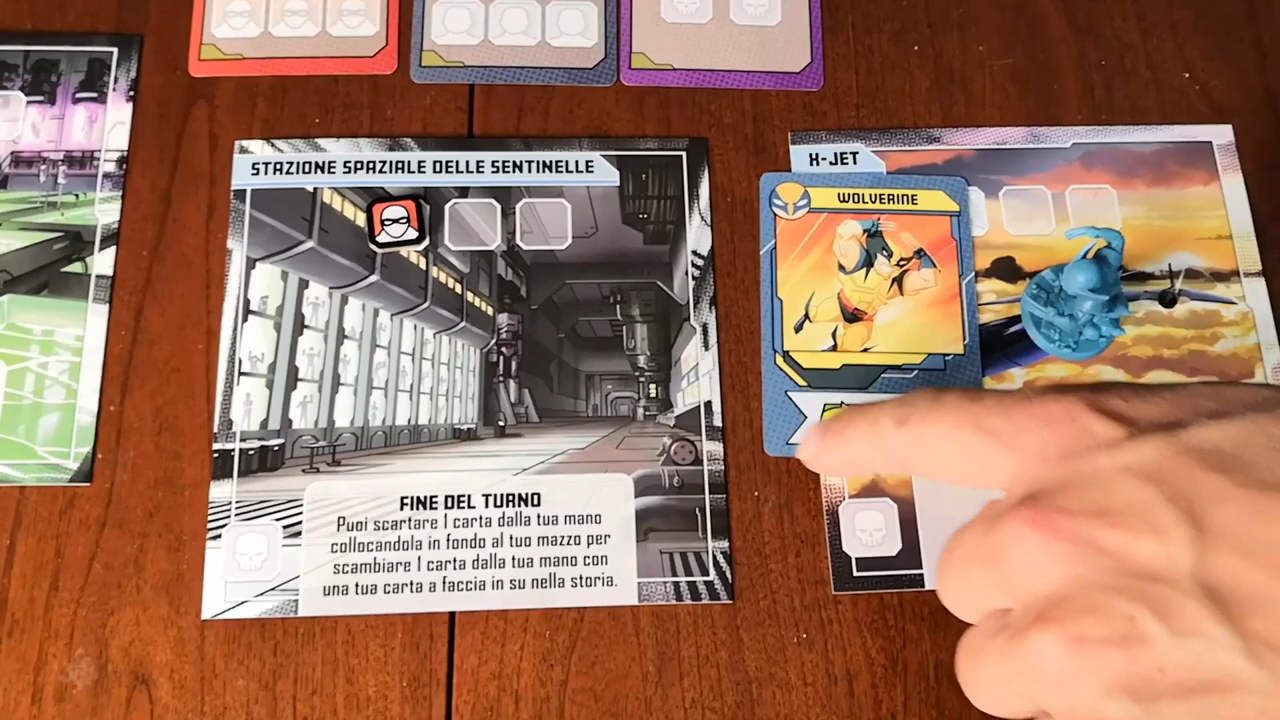 STAZIONE SPAZIALE DELLE SENTINELLE
FINE DEL TURNO
Puoi scartare 1 carta dalla tua mano
collocandola in fondo al tuo mazzo per
scambiare 1 carta dalla tua mano con
una tua carta a faccia in su nella storia.
X-JET
WOLVERINE